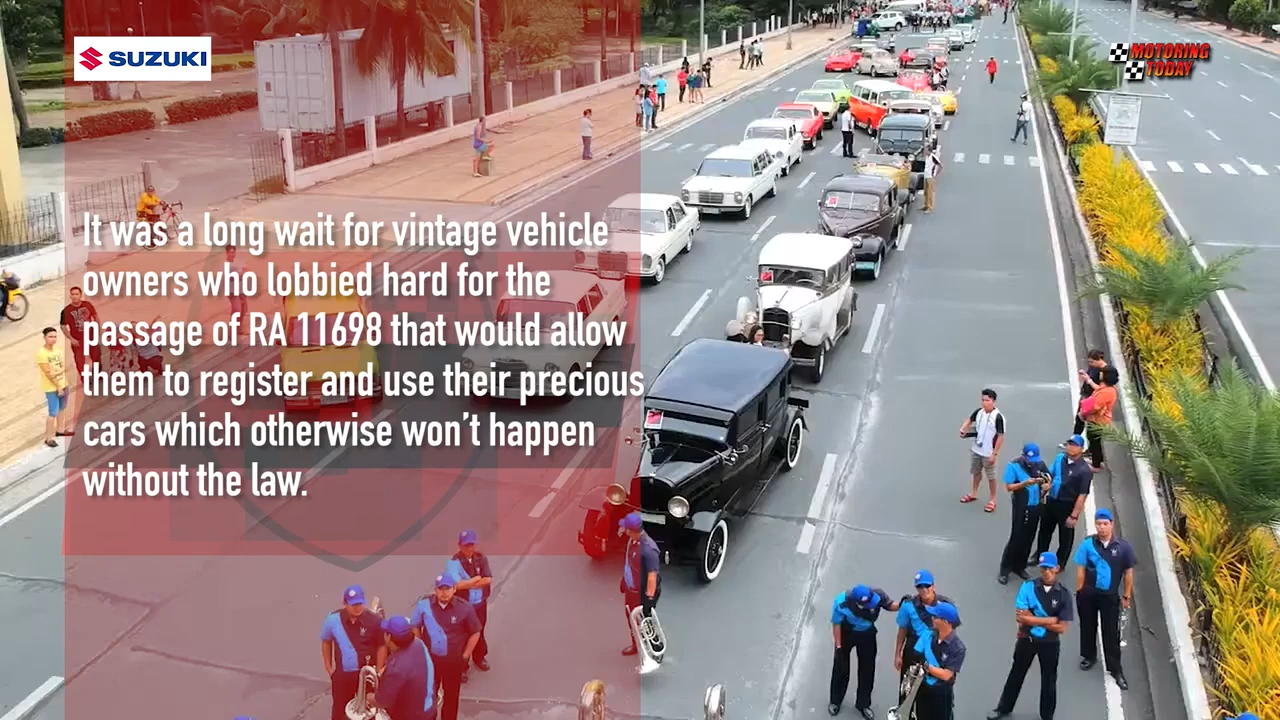 SUZUKI
MOTORING
TODAY
It was a long wait for vintage vehicle
owners who lobbied hard for the
passage of RA 11698 that would allow
them to register and use their precious
cars which otherwise won't happen
without the law.